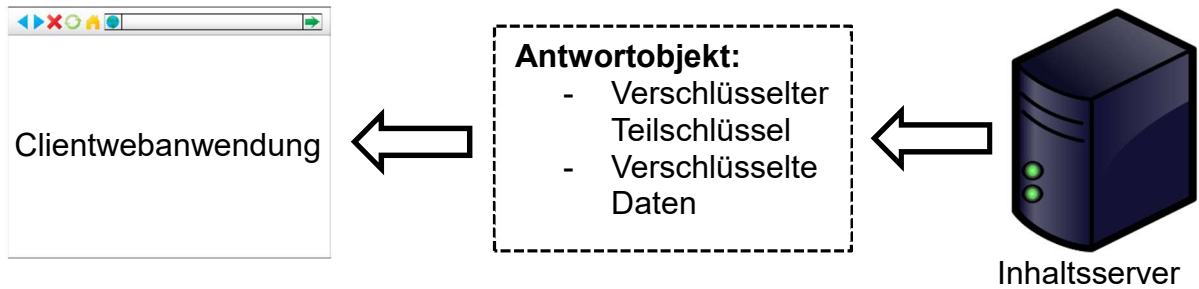 Clientwebanwendung
Antwortobjekt:
- Verschlüsselter
Teilschlüssel
- Verschlüsselte
Daten
Inhaltsserver